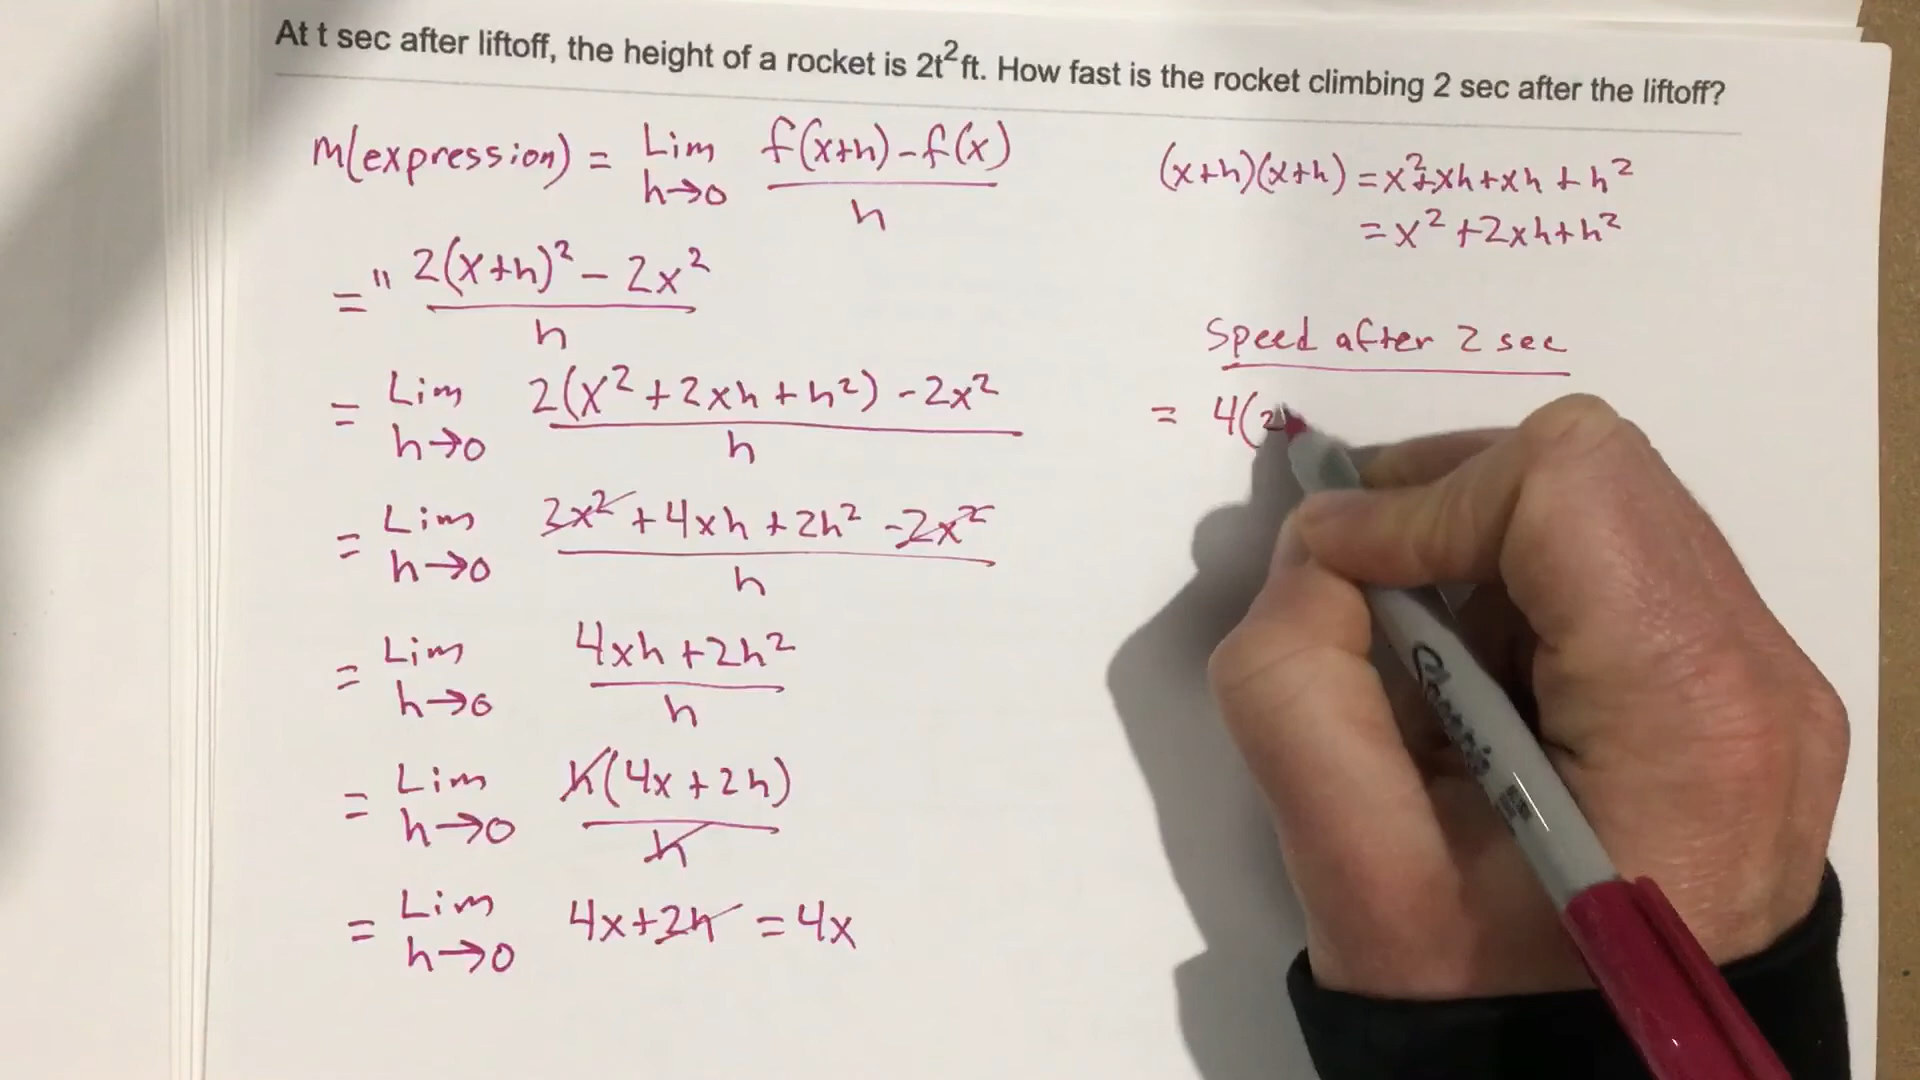 At t sec after liftoff, the height of a rocket is 2t²ft. How fast is the rocket climbing 2 sec after the liftoff?
m(expression) = Lim h→0 f(x+h)-f(x) / h
= " 2(x+h)² - 2x² / h
= Lim h→0 2(x² + 2xh + h²) - 2x² / h
= Lim h→0 2x² + 4xh + 2h² - 2x² / h
= Lim h→0 4xh + 2h² / h
= Lim h→0 h(4x + 2h) / h
= Lim h→0 4x + 2h = 4x
(x+h)(x+h) = x²+xh+xh + h²
= x² + 2xh + h²
Speed after 2 sec
= 4(2